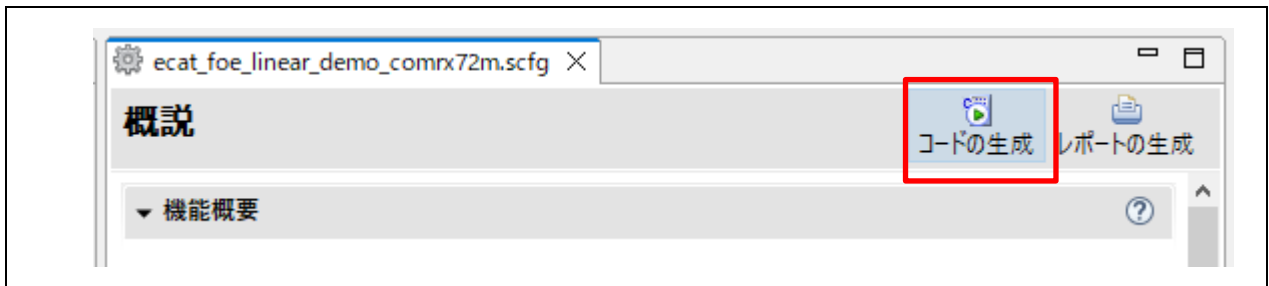 ecat_foe_linear_demo_comrx72m.scfg
概説
コードの生成
レポートの生成
機能概要